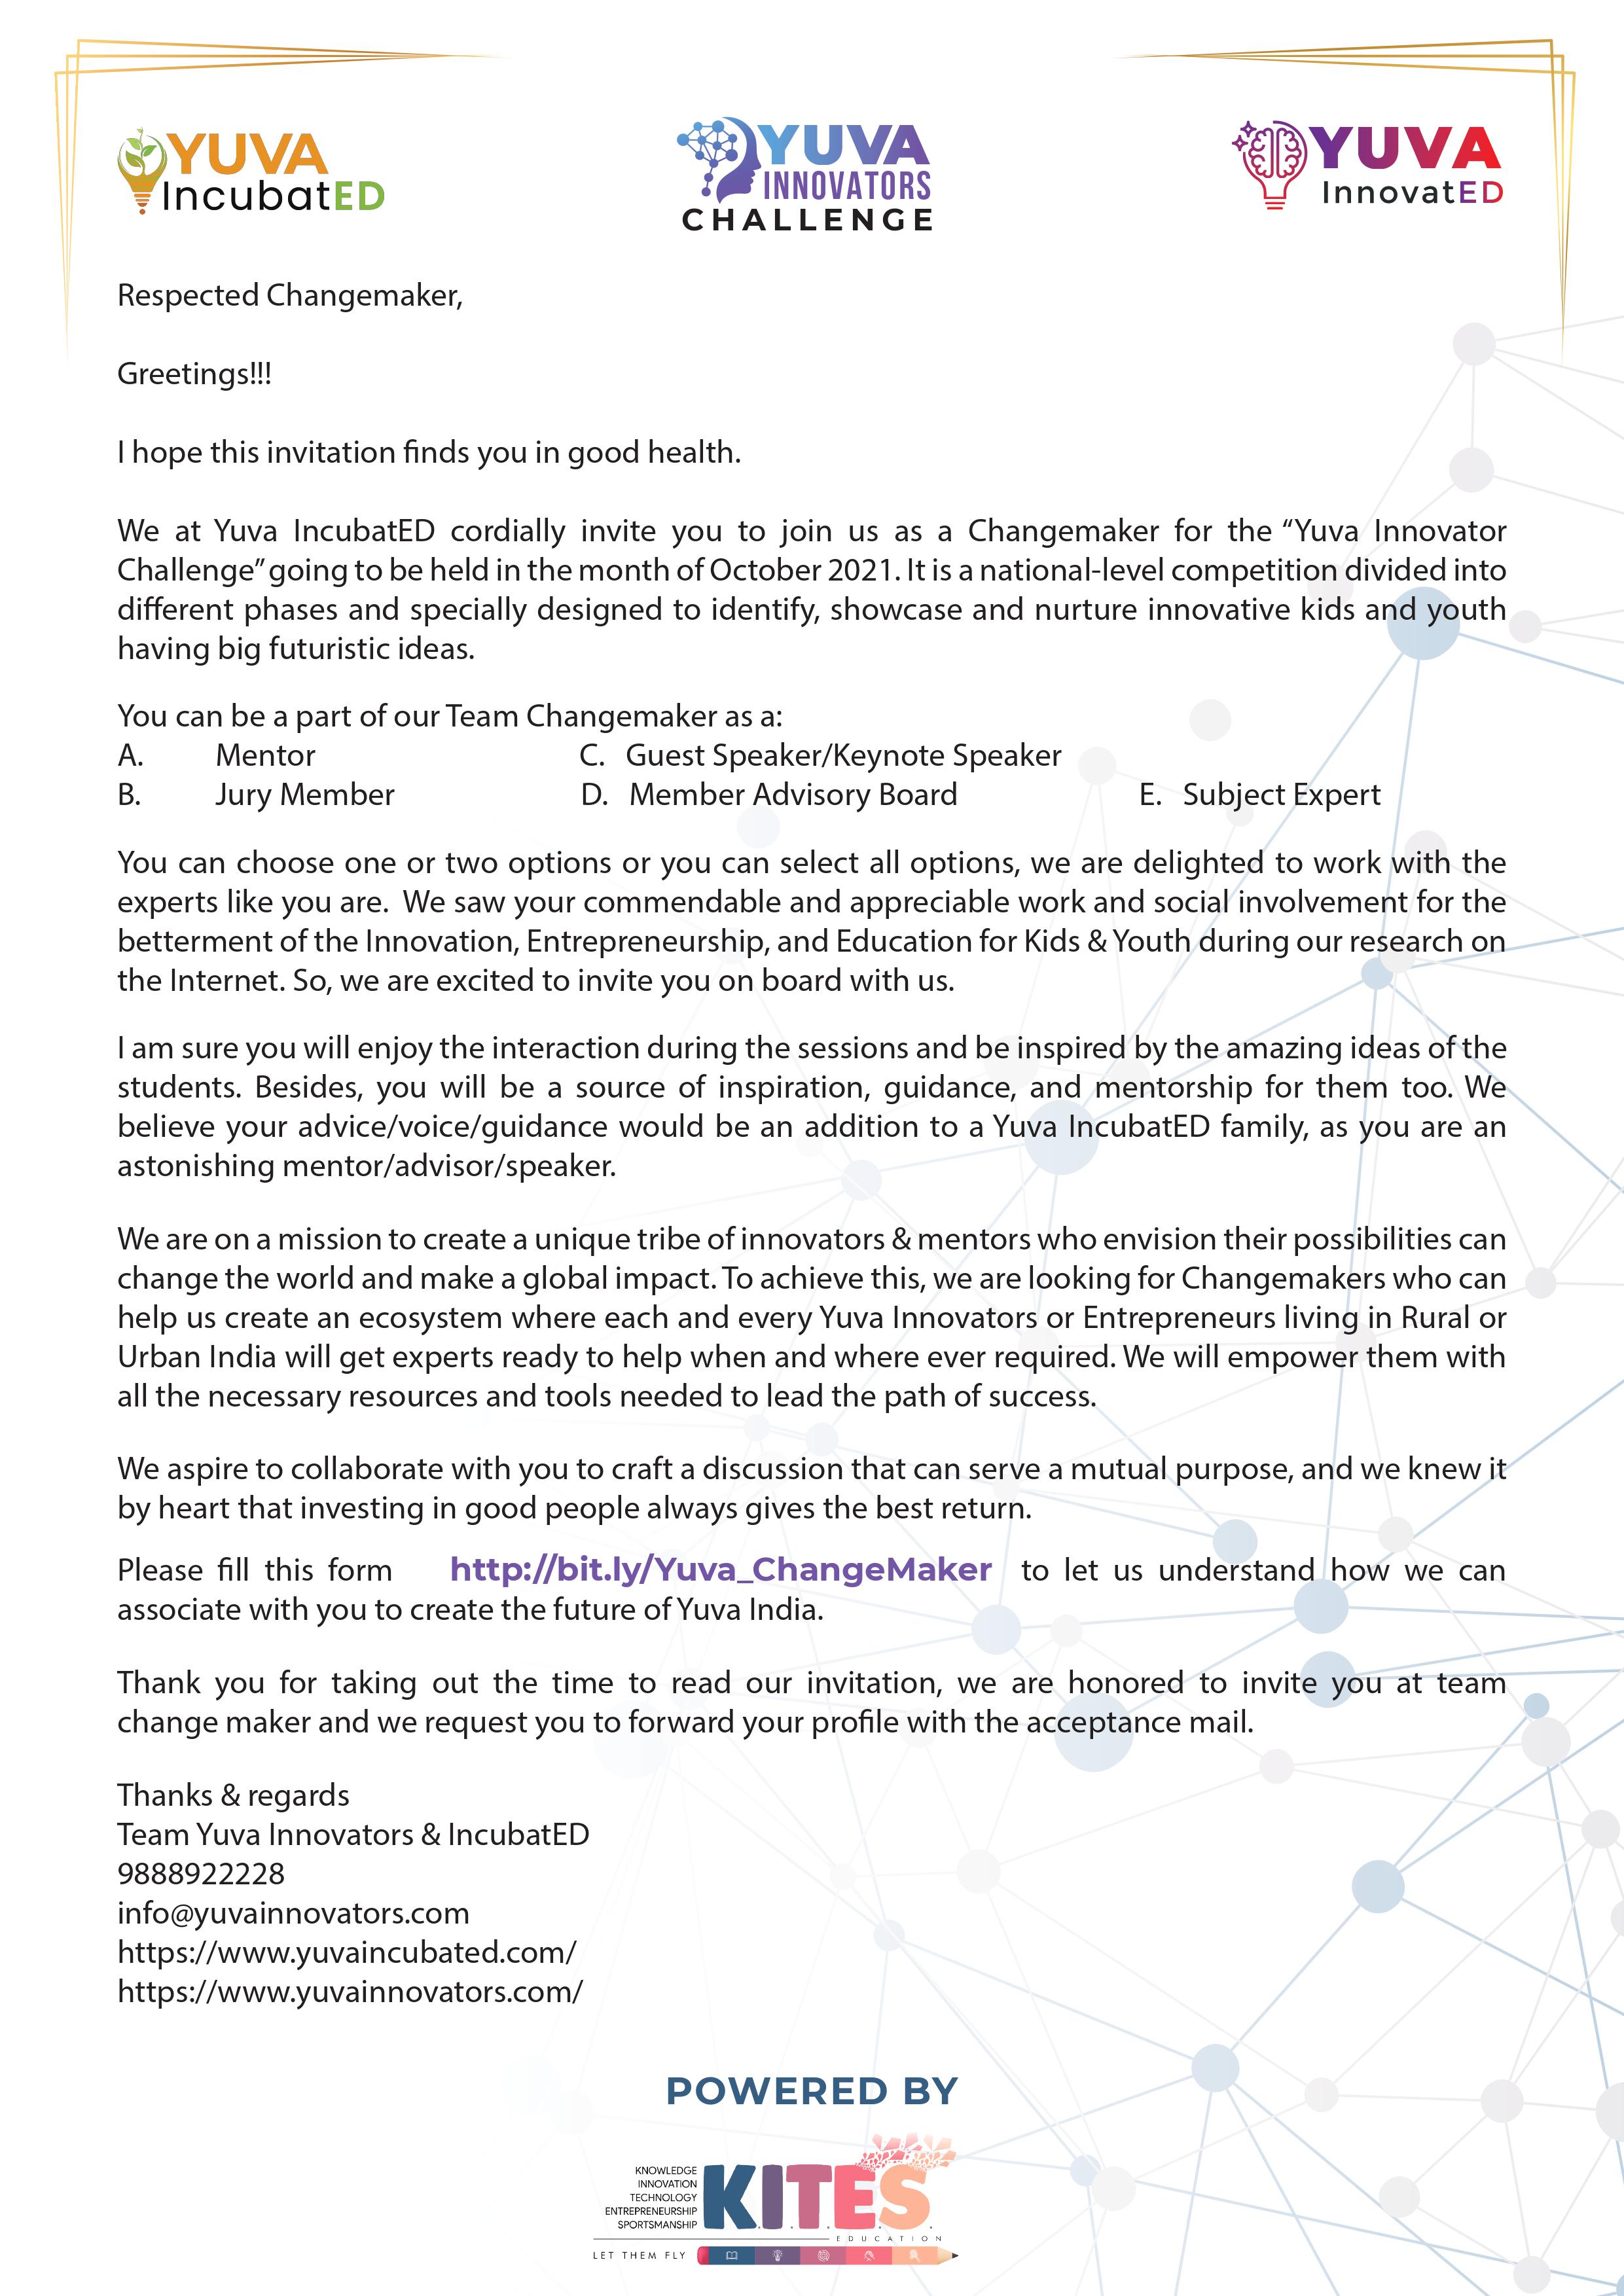 YUVA
IncubatED
YUVA
INNOVATORS
CHALLENGE
YUVA
InnovatED
Respected Changemaker,
Greetings!!!
I hope this invitation finds you in good health.
We at Yuva IncubatED cordially invite you to join us as a Changemaker for the “Yuva Innovator
Challenge” going to be held in the month of October 2021. It is a national-level competition divided into
different phases and specially designed to identify, showcase and nurture innovative kids and youth
having big futuristic ideas.
You can be a part of our Team Changemaker as a:
A. Mentor C. Guest Speaker/Keynote Speaker
B. Jury Member D. Member Advisory Board E. Subject Expert
You can choose one or two options or you can select all options, we are delighted to work with the
experts like you are. We saw your commendable and appreciable work and social involvement for the
betterment of the Innovation, Entrepreneurship, and Education for Kids & Youth during our research on
the Internet. So, we are excited to invite you on board with us.
I am sure you will enjoy the interaction during the sessions and be inspired by the amazing ideas of the
students. Besides, you will be a source of inspiration, guidance, and mentorship for them too. We
believe your advice/voice/guidance would be an addition to a Yuva IncubatED family, as you are an
astonishing mentor/advisor/speaker.
We are on a mission to create a unique tribe of innovators & mentors who envision their possibilities can
change the world and make a global impact. To achieve this, we are looking for Changemakers who can
help us create an ecosystem where each and every Yuva Innovators or Entrepreneurs living in Rural or
Urban India will get experts ready to help when and where ever required. We will empower them with
all the necessary resources and tools needed to lead the path of success.
We aspire to collaborate with you to craft a discussion that can serve a mutual purpose, and we knew it
by heart that investing in good people always gives the best return.
Please fill this form http://bit.ly/Yuva_ChangeMaker to let us understand how we can
associate with you to create the future of Yuva India.
Thank you for taking out the time to read our invitation, we are honored to invite you at team
change maker and we request you to forward your profile with the acceptance mail.
Thanks & regards
Team Yuva Innovators & IncubatED
9888922228
info@yuvainnovators.com
https://www.yuvaincubated.com/
https://www.yuvainnovators.com/
POWERED BY
KNOWLEDGE
INNOVATION
TECHNOLOGY
ENTREPRENEURSHIP
SPORTSMANSHIP
K.I.T.E.S.
EDUCATION
LET THEM FLY